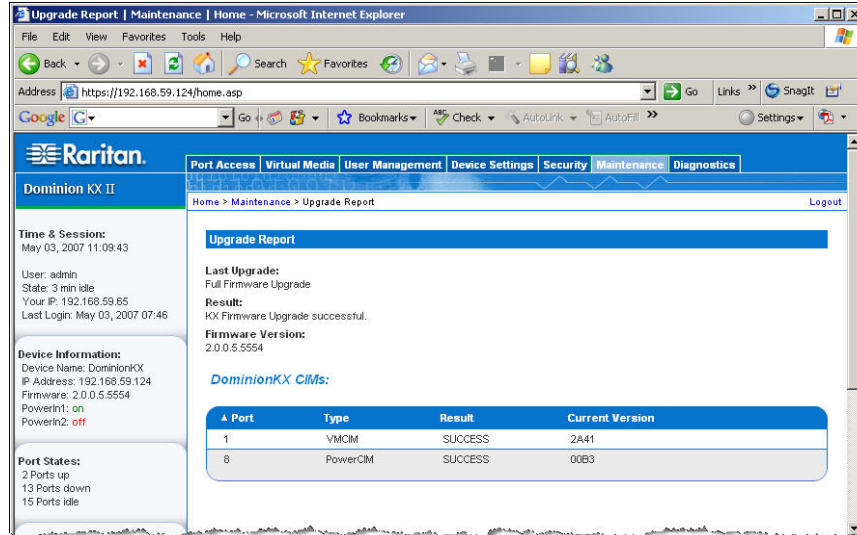 Upgrade Report | Maintenance | Home - Microsoft Internet Explorer
File Edit View Favorites Tools Help
Back Search Favorites
Address https://192.168.59.124/home.asp Go Links » SnagIt
Google G Go Bookmarks ABC Check AutoLink AutoFill » Settings
Raritan.
Port Access Virtual Media User Management Device Settings Security Maintenance Diagnostics
Dominion KX II
Home > Maintenance > Upgrade Report Logout
Time & Session:
May 03, 2007 11:09:43
User: admin
State: 3 min idle
Your IP: 192.168.59.65
Last Login: May 03, 2007 07:46
Device Information:
Device Name: DominionKX
IP Address: 192.168.59.124
Firmware: 2.0.0.5.5554
PowerIn1: on
PowerIn2: off
Port States:
2 Ports up
13 Ports down
15 Ports idle
Upgrade Report
Last Upgrade:
Full Firmware Upgrade
Result:
KX Firmware Upgrade successful.
Firmware Version:
2.0.0.5.5554
DominionKX CIMs:
▲ Port Type Result Current Version
1 VMCIM SUCCESS 2A41
8 PowerCIM SUCCESS 00B3